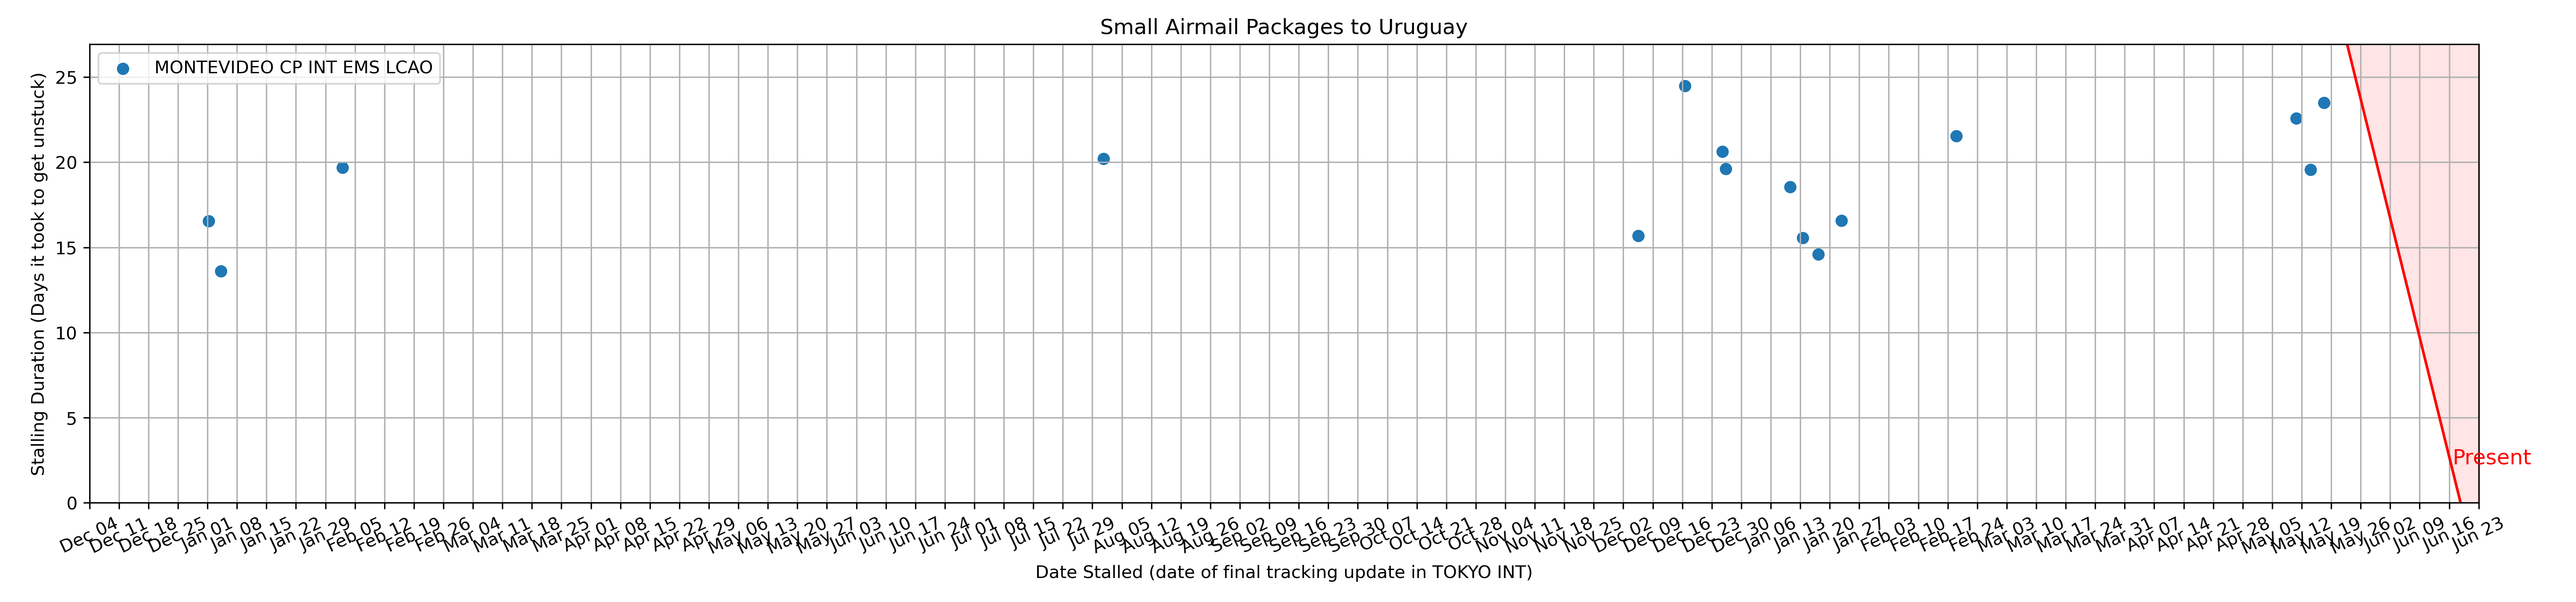 Small Airmail Packages to Uruguay
MONTEVIDEO CP INT EMS LCAO
Stalling Duration (Days it took to get unstuck)
25
20
15
10
5
0
Present
Dec 04
Dec 11
Dec 18
Dec 25
Jan 01
Jan 08
Jan 15
Jan 22
Jan 29
Feb 05
Feb 12
Feb 19
Feb 26
Mar 04
Mar 11
Mar 18
Mar 25
Apr 01
Apr 08
Apr 15
Apr 22
Apr 29
May 06
May 13
May 20
May 27
Jun 03
Jun 10
Jun 17
Jun 24
Jul 01
Jul 08
Jul 15
Jul 22
Jul 29
Aug 05
Aug 12
Aug 19
Aug 26
Sep 02
Sep 09
Sep 16
Sep 23
Sep 30
Oct 07
Oct 14
Oct 21
Oct 28
Nov 04
Nov 11
Nov 18
Nov 25
Dec 02
Dec 09
Dec 16
Dec 23
Dec 30
Jan 06
Jan 13
Jan 20
Jan 27
Feb 03
Feb 10
Feb 17
Feb 24
Mar 03
Mar 10
Mar 17
Mar 24
Mar 31
Apr 07
Apr 14
Apr 21
Apr 28
May 05
May 12
May 19
May 26
Jun 02
Jun 09
Jun 16
Jun 23
Date Stalled (date of final tracking update in TOKYO INT)